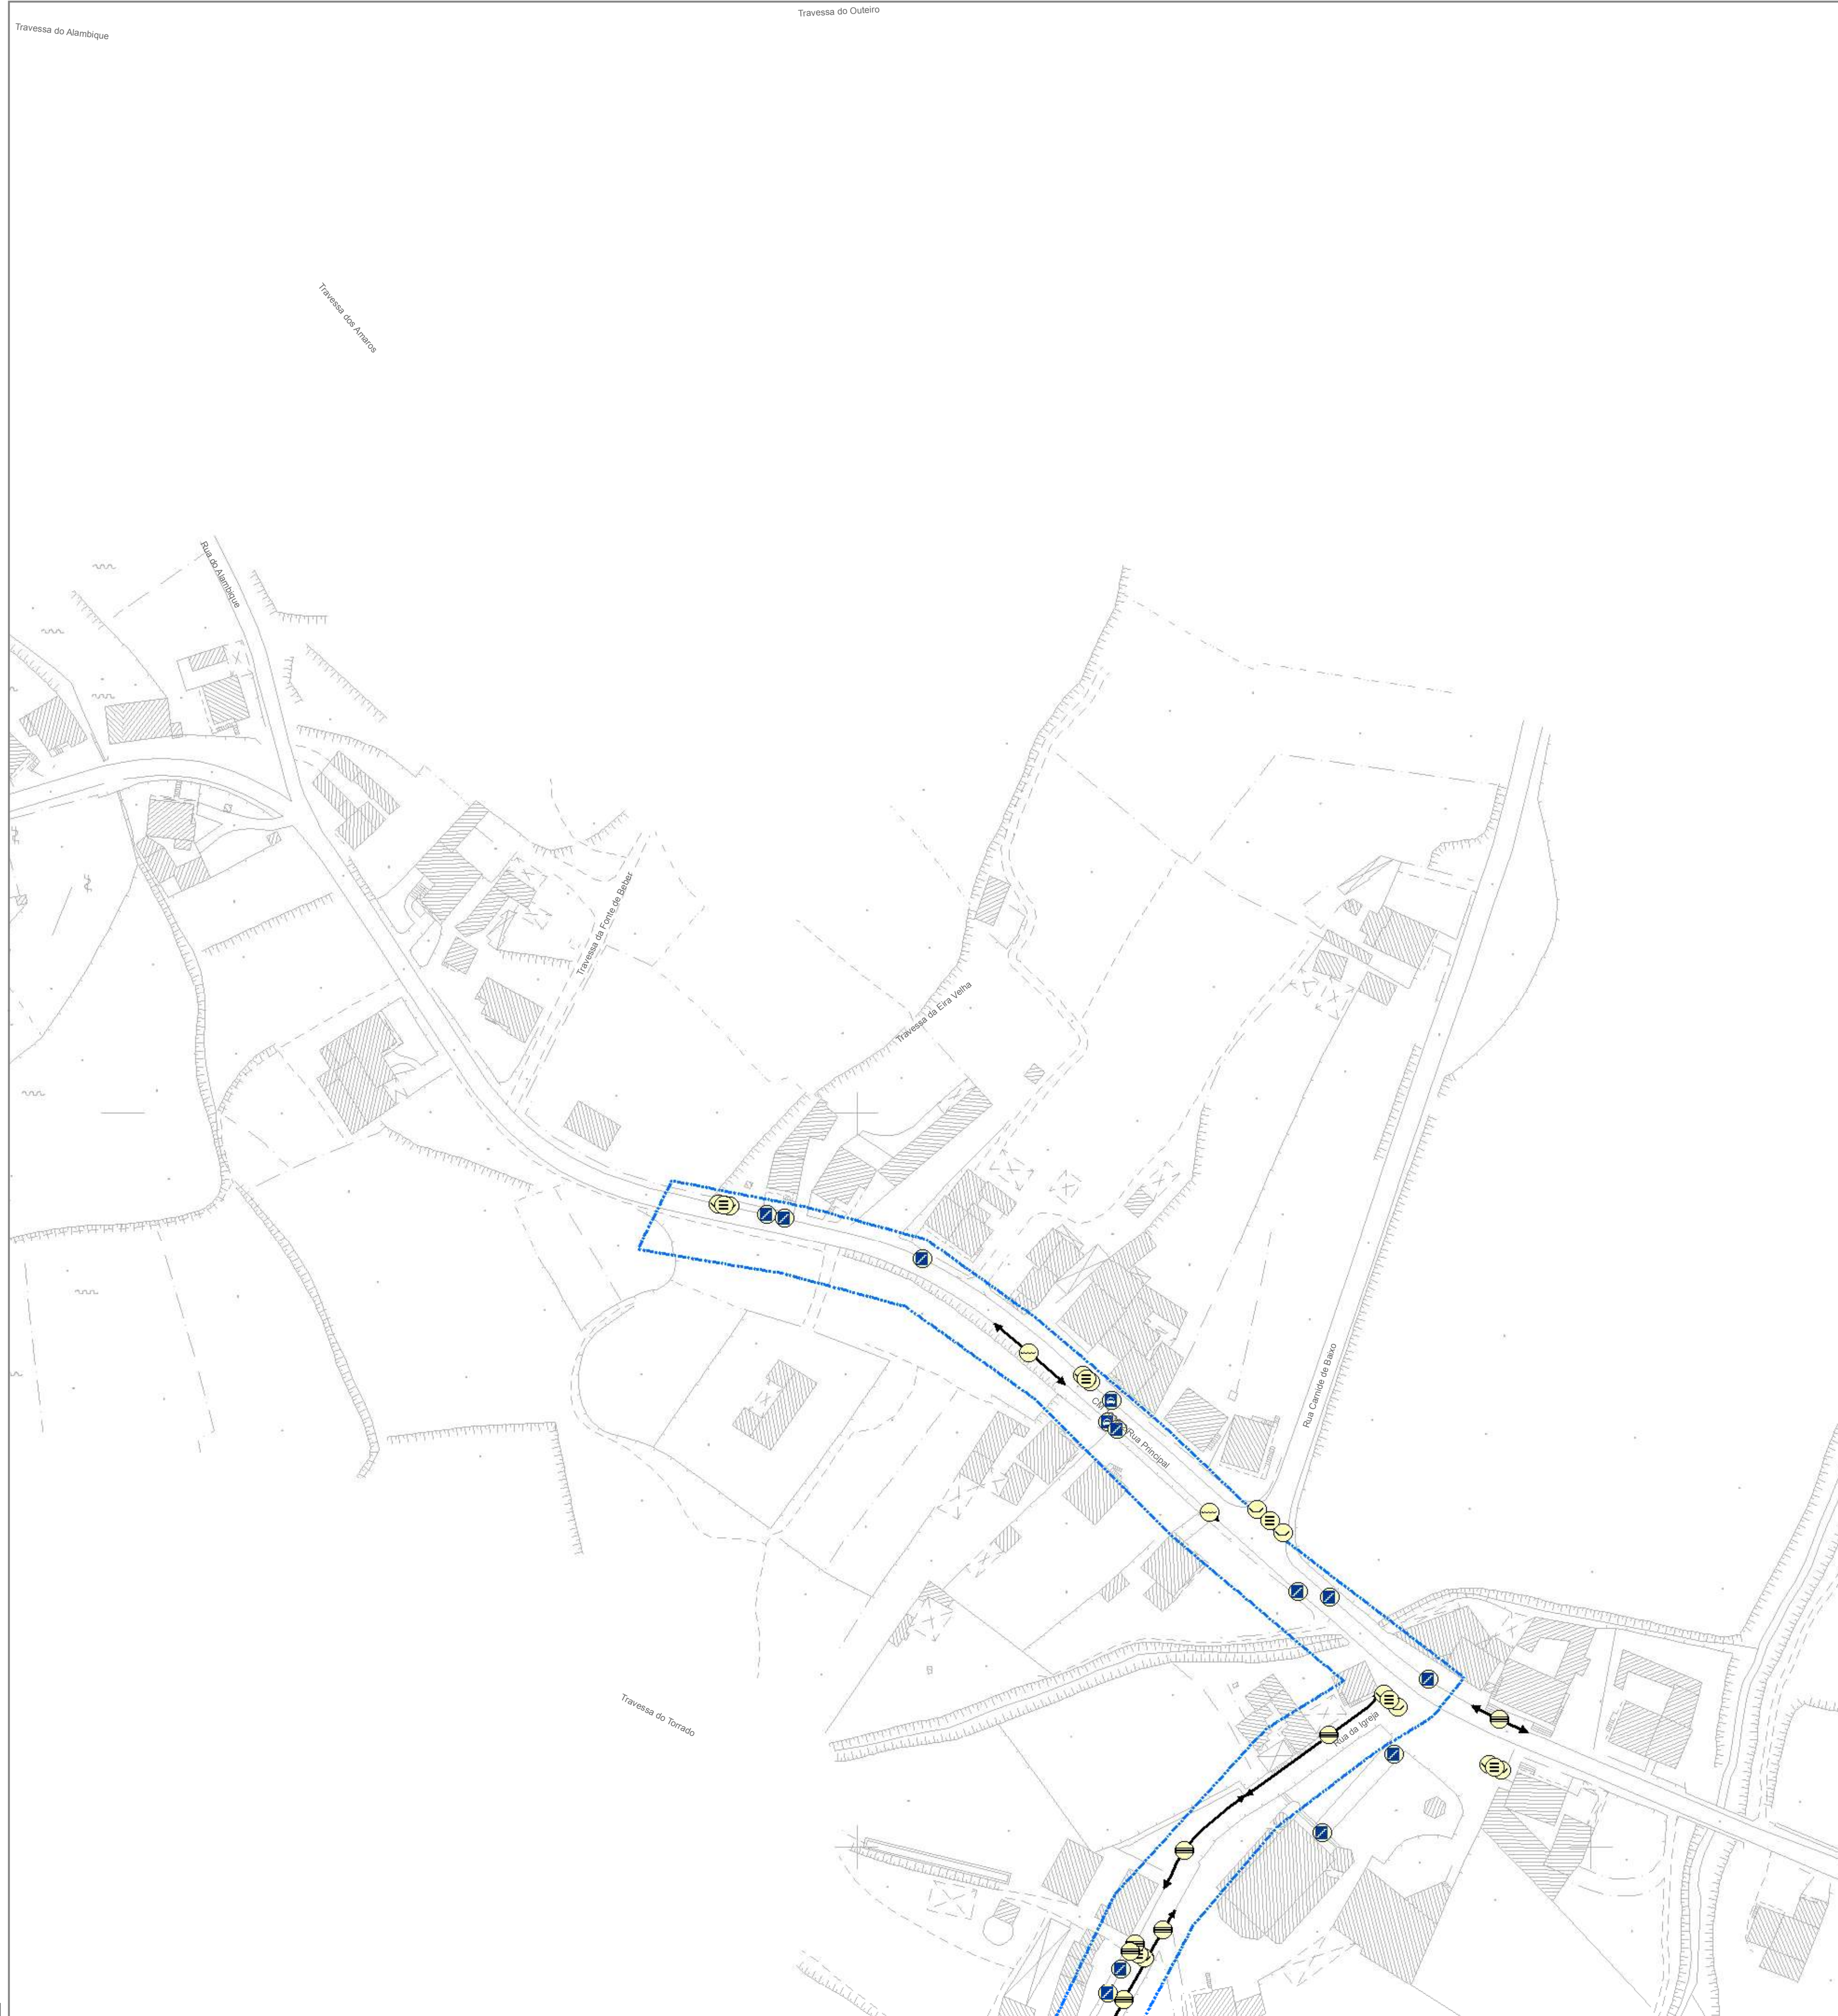 Travessa do Outeiro
Travessa do Alambique
Travessa dos Amaros
Rua do Alambique
Travessa da Fonte de Beber
Travessa da Eira Velha
Rua Carnide de Baixo
Rua Principal
Travessa do Torrado
Rua da Igreja